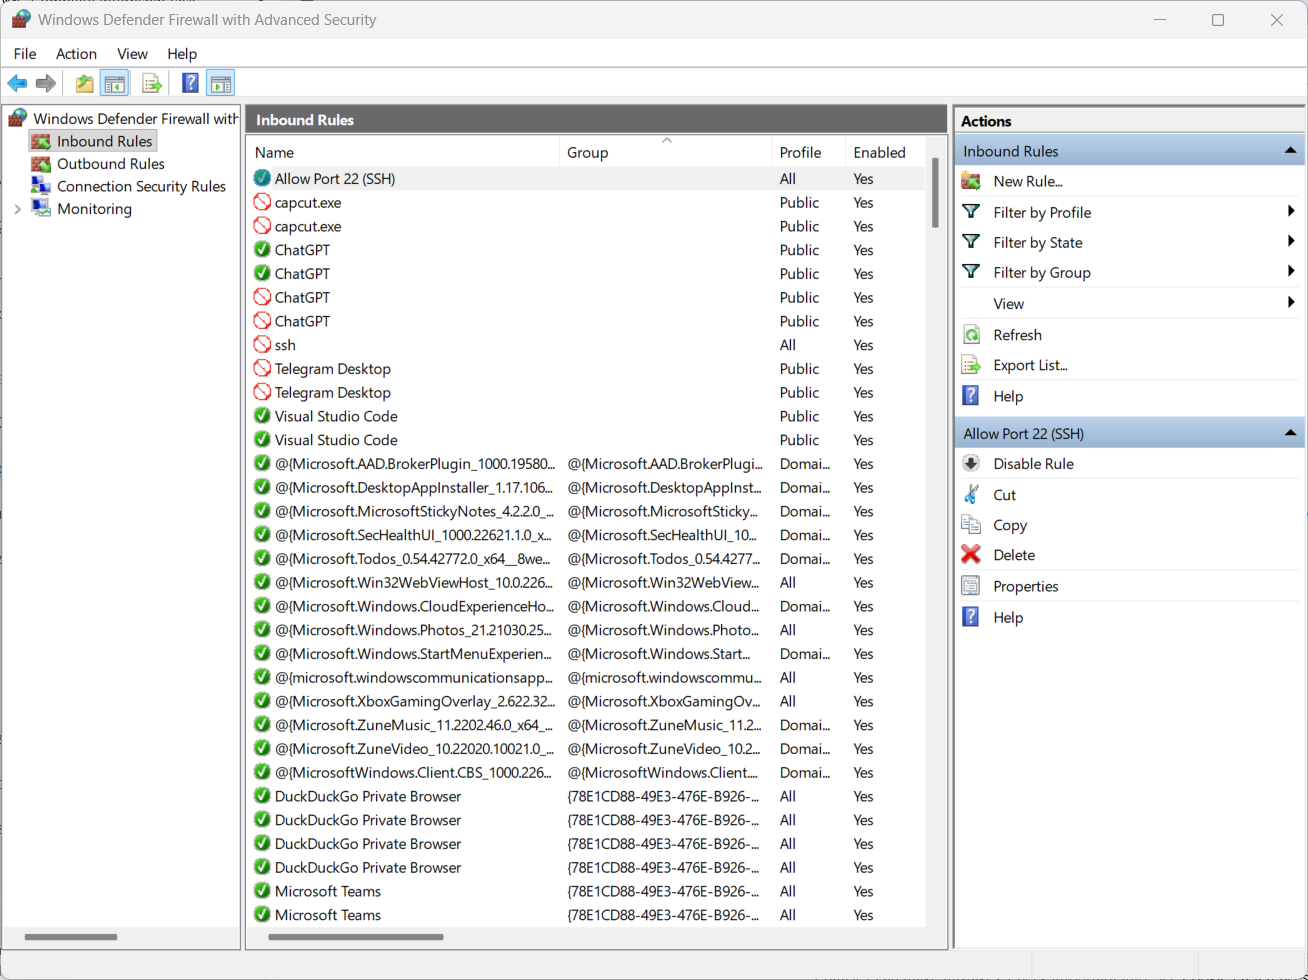 Windows Defender Firewall with Advanced Security
File Action View Help
Windows Defender Firewall with
Inbound Rules
Outbound Rules
Connection Security Rules
Monitoring
Inbound Rules
Name Group Profile Enabled
Allow Port 22 (SSH) All Yes
capcut.exe Public Yes
capcut.exe Public Yes
ChatGPT Public Yes
ChatGPT Public Yes
ChatGPT Public Yes
ChatGPT Public Yes
ssh All Yes
Telegram Desktop Public Yes
Telegram Desktop Public Yes
Visual Studio Code Public Yes
Visual Studio Code Public Yes
@{Microsoft.AAD.BrokerPlugin_1000.19580... @{Microsoft.AAD.BrokerPlugi... Domai... Yes
@{Microsoft.DesktopAppInstaller_1.17.106... @{Microsoft.DesktopAppInst... Domai... Yes
@{Microsoft.MicrosoftStickyNotes_4.2.2.0_... @{Microsoft.MicrosoftSticky... Domai... Yes
@{Microsoft.SecHealthUI_1000.22621.1.0_x... @{Microsoft.SecHealthUI_10... Domai... Yes
@{Microsoft.Todos_0.54.42772.0_x64__8we... @{Microsoft.Todos_0.54.4277... Domai... Yes
@{Microsoft.Win32WebViewHost_10.0.226... @{Microsoft.Win32WebView... All Yes
@{Microsoft.Windows.CloudExperienceHo... @{Microsoft.Windows.Cloud... Domai... Yes
@{Microsoft.Windows.Photos_21.21030.25... @{Microsoft.Windows.Photo... All Yes
@{Microsoft.Windows.StartMenuExperien... @{Microsoft.Windows.Start... Domai... Yes
@{microsoft.windowscommunicationsapp... @{microsoft.windowscommu... All Yes
@{Microsoft.XboxGamingOverlay_2.622.32... @{Microsoft.XboxGamingOv... All Yes
@{Microsoft.ZuneMusic_11.2202.46.0_x64_... @{Microsoft.ZuneMusic_11.2... Domai... Yes
@{Microsoft.ZuneVideo_10.22020.10021.0_... @{Microsoft.ZuneVideo_10.2... Domai... Yes
@{MicrosoftWindows.Client.CBS_1000.226... @{MicrosoftWindows.Client.... Domai... Yes
DuckDuckGo Private Browser {78E1CD88-49E3-476E-B926-... All Yes
DuckDuckGo Private Browser {78E1CD88-49E3-476E-B926-... All Yes
DuckDuckGo Private Browser {78E1CD88-49E3-476E-B926-... All Yes
DuckDuckGo Private Browser {78E1CD88-49E3-476E-B926-... All Yes
Microsoft Teams {78E1CD88-49E3-476E-B926-... All Yes
Microsoft Teams {78E1CD88-49E3-476E-B926-... All Yes
Actions
Inbound Rules
New Rule...
Filter by Profile
Filter by State
Filter by Group
View
Refresh
Export List...
Help
Allow Port 22 (SSH)
Disable Rule
Cut
Copy
Delete
Properties
Help